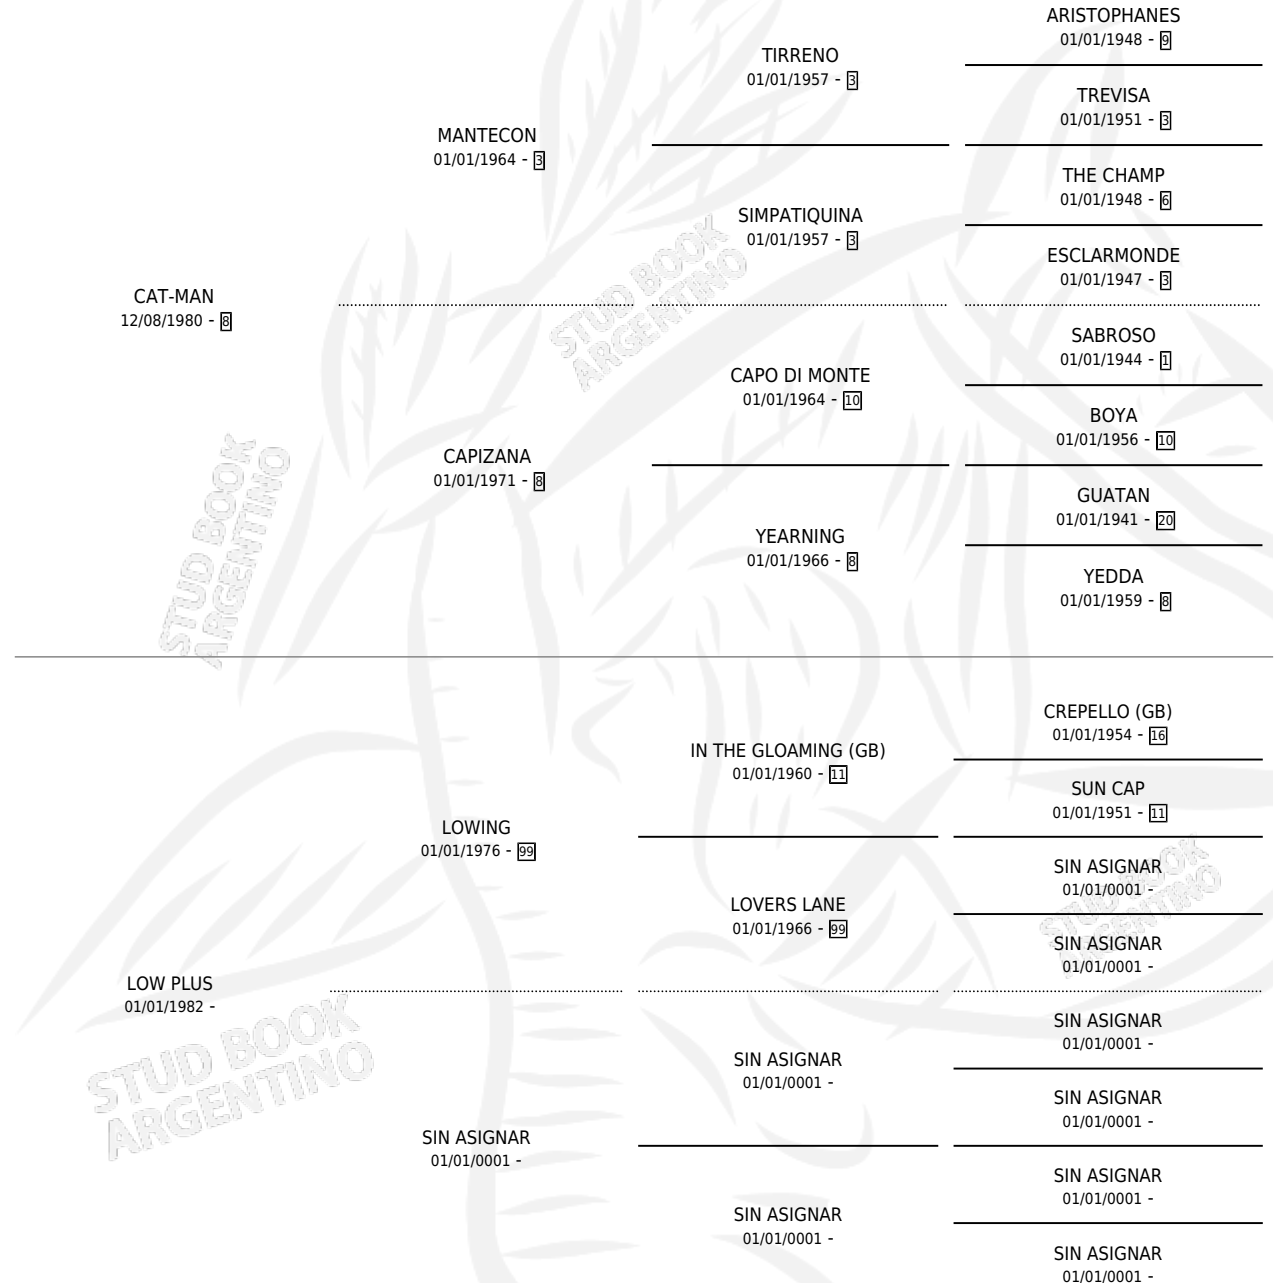 ARISTOPHANES
01/01/1948 - 9
TIRRENO
01/01/1957 - 3
TREVISA
01/01/1951 - 3
MANTECON
01/01/1964 - 3
THE CHAMP
01/01/1948 - 6
SIMPATIQUINA
01/01/1957 - 3
ESCLARMONDE
01/01/1947 - 3
CAT-MAN
12/08/1980 - 8
STUD BOOK
ARGENTINO
SABROSO
01/01/1944 - 1
CAPO DI MONTE
01/01/1964 - 10
BOYA
01/01/1956 - 10
CAPIZANA
01/01/1971 - 8
GUATAN
01/01/1941 - 20
YEARNING
01/01/1966 - 8
YEDDA
01/01/1959 - 8
STUD BOOK
ARGENTINO
CREPELLO (GB)
01/01/1954 - 16
IN THE GLOAMING (GB)
01/01/1960 - 11
SUN CAP
01/01/1951 - 11
LOWING
01/01/1976 - 99
SIN ASIGNAR
01/01/0001 -
LOVERS LANE
01/01/1966 - 99
SIN ASIGNAR
01/01/0001 -
STUD BOOK
ARGENTINO
LOW PLUS
01/01/1982 -
SIN ASIGNAR
01/01/0001 -
SIN ASIGNAR
01/01/0001 -
SIN ASIGNAR
01/01/0001 -
STUD BOOK
ARGENTINO
SIN ASIGNAR
01/01/0001 -
SIN ASIGNAR
01/01/0001 -
SIN ASIGNAR
01/01/0001 -
SIN ASIGNAR
01/01/0001 -